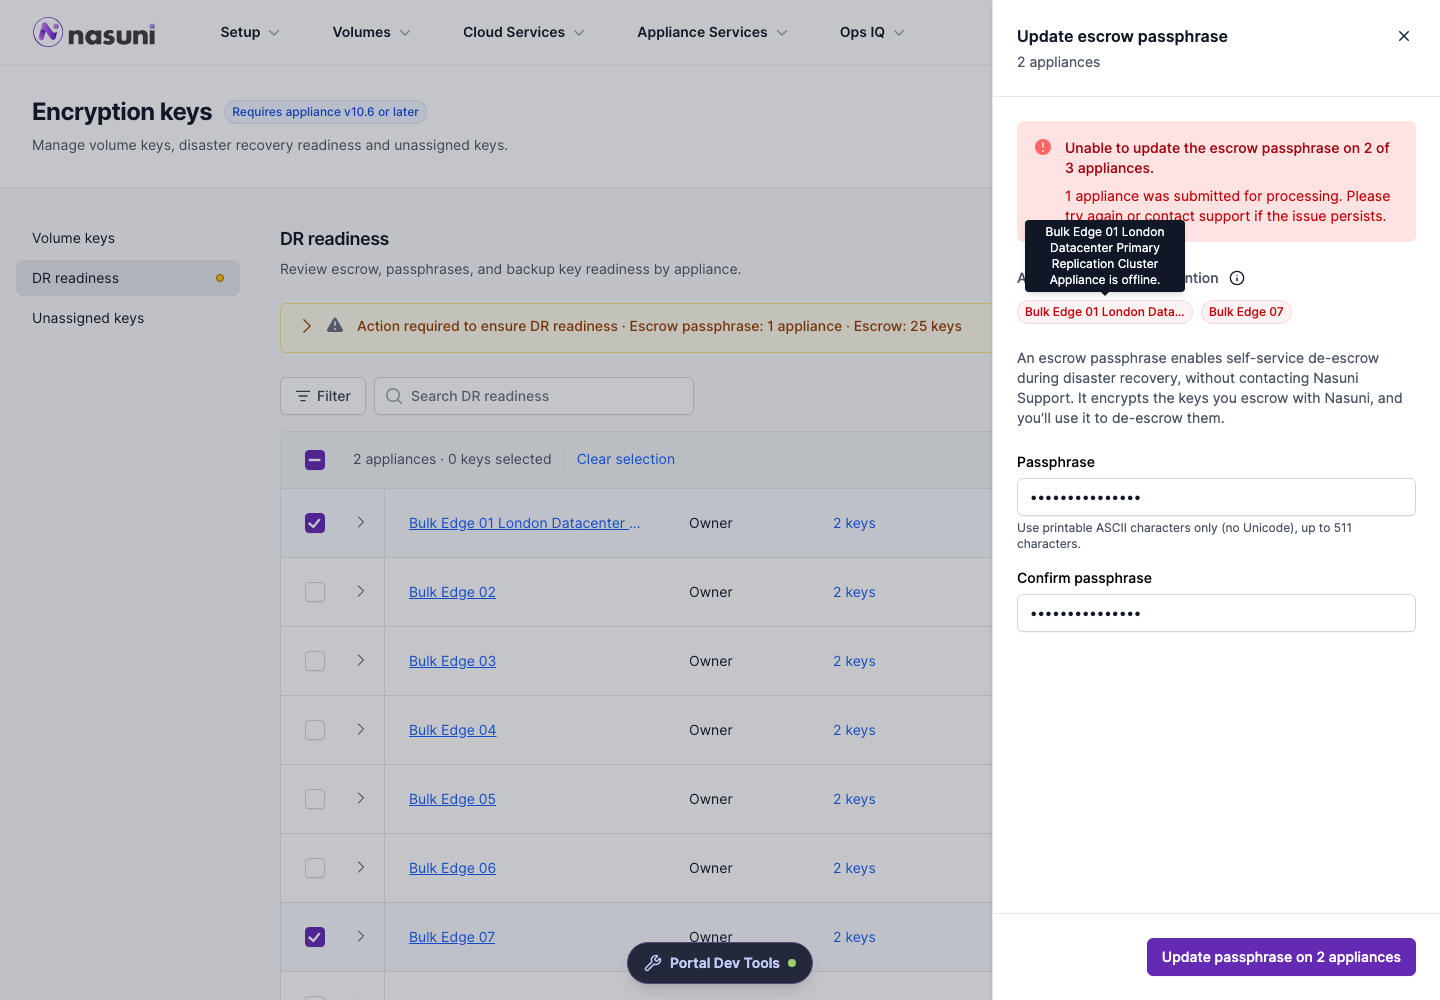 nasuni
Setup
Volumes
Cloud Services
Appliance Services
Ops IQ
Encryption keys
Requires appliance v10.6 or later
Manage volume keys, disaster recovery readiness and unassigned keys.
Volume keys
DR readiness
Unassigned keys
DR readiness
Review escrow, passphrases, and backup key readiness by appliance.
Action required to ensure DR readiness · Escrow passphrase: 1 appliance · Escrow: 25 keys
Filter
Search DR readiness
2 appliances · 0 keys selected
Clear selection
Bulk Edge 01 London Datacenter ...
Owner
2 keys
Bulk Edge 02
Owner
2 keys
Bulk Edge 03
Owner
2 keys
Bulk Edge 04
Owner
2 keys
Bulk Edge 05
Owner
2 keys
Bulk Edge 06
Owner
2 keys
Bulk Edge 07
Owner
2 keys
Portal Dev Tools
Update escrow passphrase
2 appliances
Unable to update the escrow passphrase on 2 of
3 appliances.
1 appliance was submitted for processing. Please
try again or contact support if the issue persists.
Bulk Edge 01 London
Datacenter Primary
Replication Cluster
Appliance is offline.
Bulk Edge 01 London Data...
Bulk Edge 07
An escrow passphrase enables self-service de-escrow
during disaster recovery, without contacting Nasuni
Support. It encrypts the keys you escrow with Nasuni, and
you'll use it to de-escrow them.
Passphrase
•••••••••••••••
Use printable ASCII characters only (no Unicode), up to 511
characters.
Confirm passphrase
•••••••••••••••
Update passphrase on 2 appliances